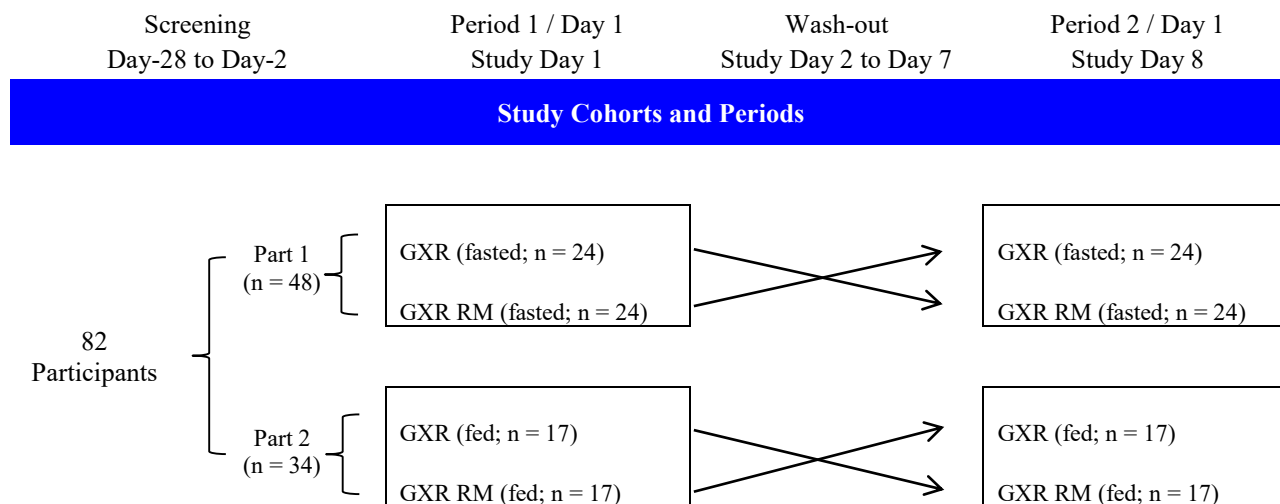 Screening
Day-28 to Day-2
Period 1 / Day 1
Study Day 1
Wash-out
Study Day 2 to Day 7
Period 2 / Day 1
Study Day 8
Study Cohorts and Periods
82
Participants
Part 1
(n = 48)
GXR (fasted; n = 24)
GXR RM (fasted; n = 24)
GXR (fasted; n = 24)
GXR RM (fasted; n = 24)
Part 2
(n = 34)
GXR (fed; n = 17)
GXR RM (fed; n = 17)
GXR (fed; n = 17)
GXR RM (fed; n = 17)